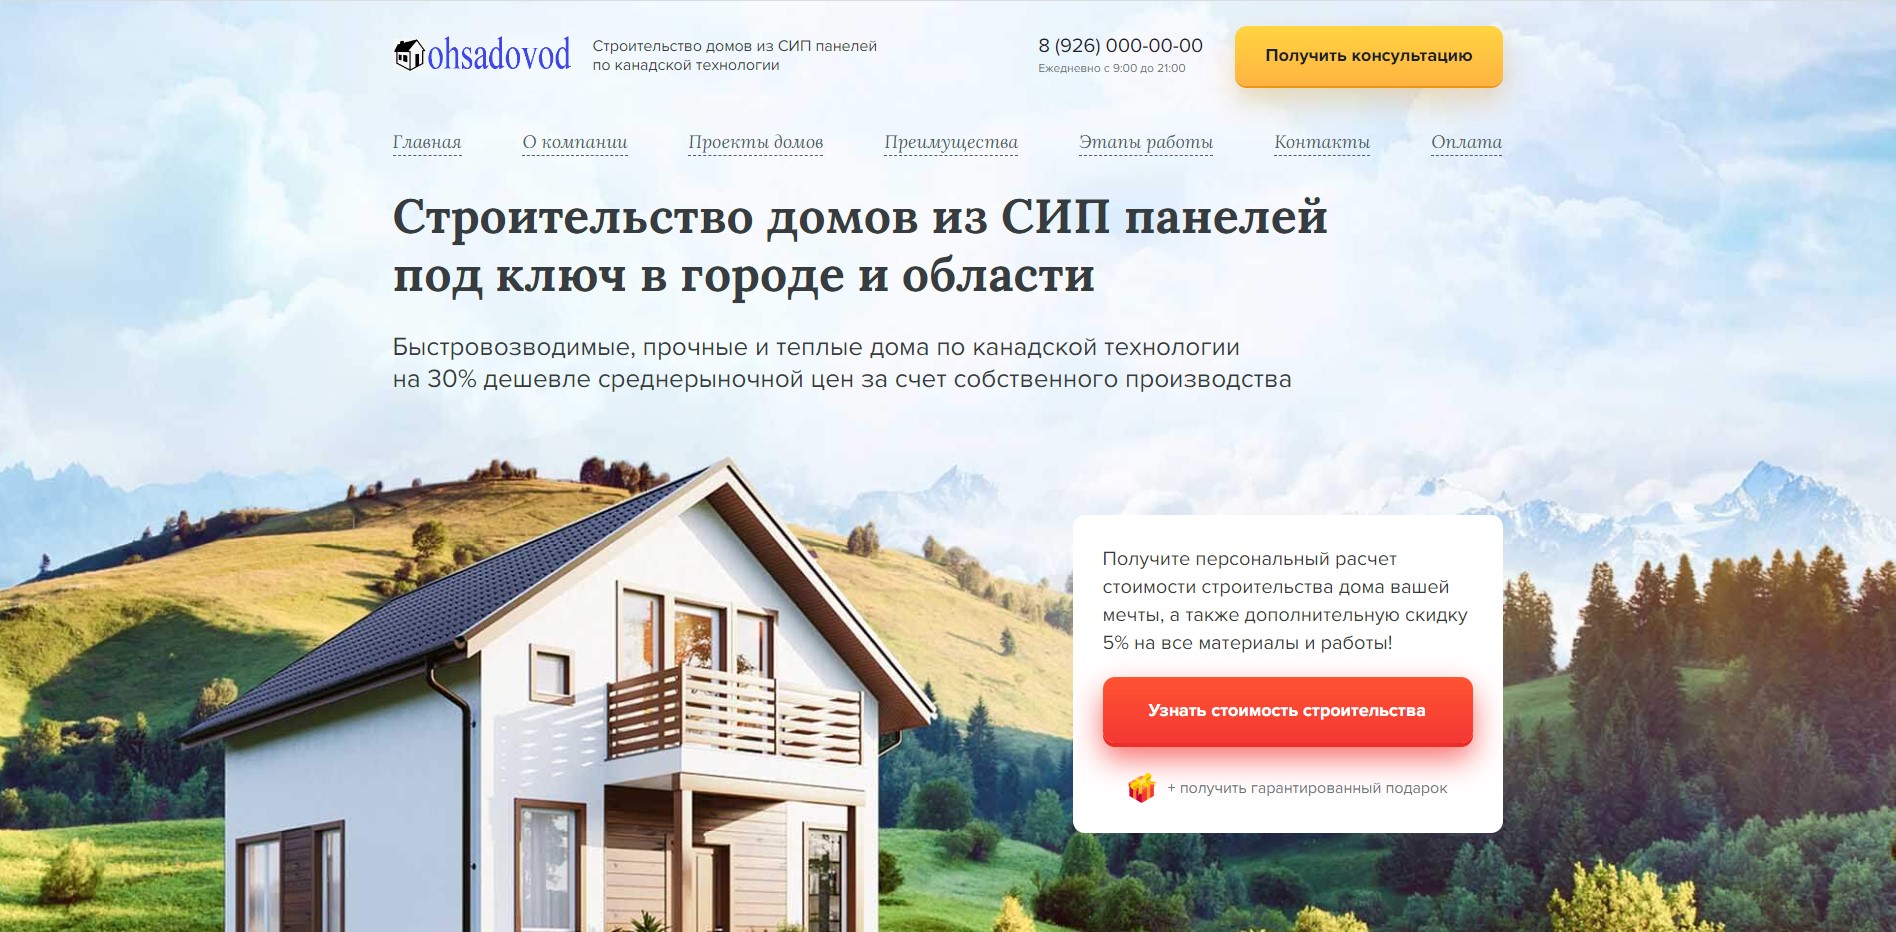 ohsadovod
Строительство домов из СИП панелей
по канадской технологии
8 (926) 000-00-00
Ежедневно с 9:00 до 21:00
Получить консультацию
Главная
О компании
Проекты домов
Преимущества
Этапы работы
Контакты
Оплата
Строительство домов из СИП панелей
под ключ в городе и области
Быстровозводимые, прочные и теплые дома по канадской технологии
на 30% дешевле среднерыночной цен за счет собственного производства
Получите персональный расчет
стоимости строительства дома вашей
мечты, а также дополнительную скидку
5% на все материалы и работы!
Узнать стоимость строительства
+ получить гарантированный подарок